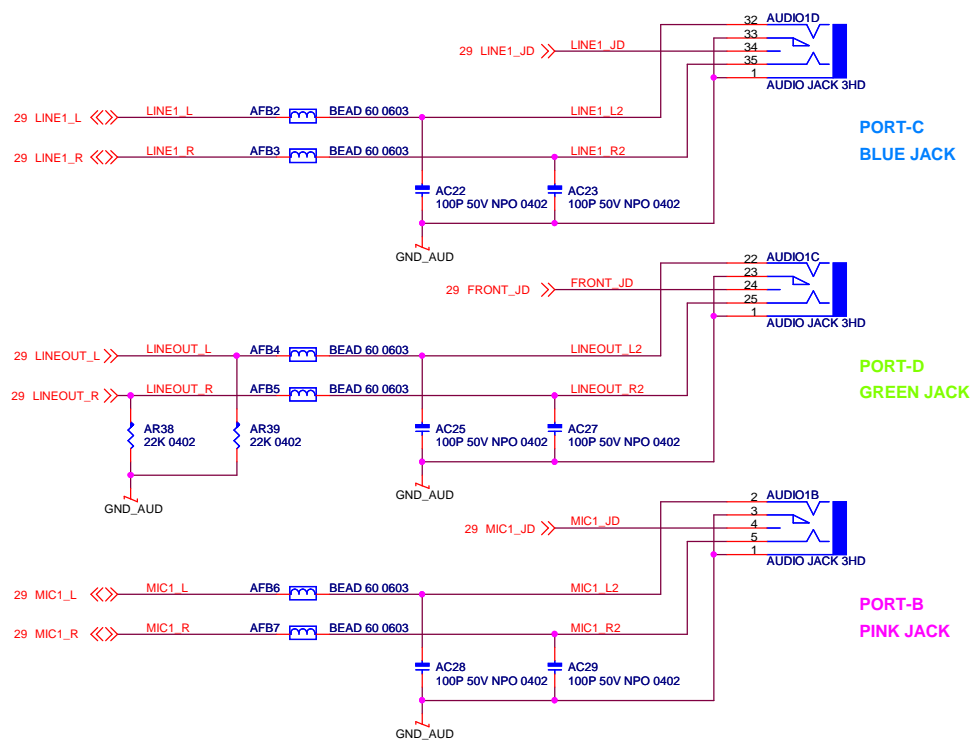 32 AUDIO1D
33
29 LINE1_JD LINE1_JD 34
35
1
AUDIO JACK 3HD
29 LINE1_L LINE1_L AFB2 BEAD 60 0603 LINE1_L2
PORT-C
29 LINE1_R LINE1_R AFB3 BEAD 60 0603 LINE1_R2
BLUE JACK
AC22 AC23
100P 50V NPO 0402 100P 50V NPO 0402
GND_AUD
22 AUDIO1C
23
29 FRONT_JD FRONT_JD 24
25
1
AUDIO JACK 3HD
29 LINEOUT_L LINEOUT_L AFB4 BEAD 60 0603 LINEOUT_L2
PORT-D
29 LINEOUT_R LINEOUT_R AFB5 BEAD 60 0603 LINEOUT_R2
GREEN JACK
AR38 AR39 AC25 AC27
22K 0402 22K 0402 100P 50V NPO 0402 100P 50V NPO 0402
GND_AUD
GND_AUD
2 AUDIO1B
3
29 MIC1_JD MIC1_JD 4
5
1
AUDIO JACK 3HD
29 MIC1_L MIC1_L AFB6 BEAD 60 0603 MIC1_L2
PORT-B
29 MIC1_R MIC1_R AFB7 BEAD 60 0603 MIC1_R2
PINK JACK
AC28 AC29
100P 50V NPO 0402 100P 50V NPO 0402
GND_AUD